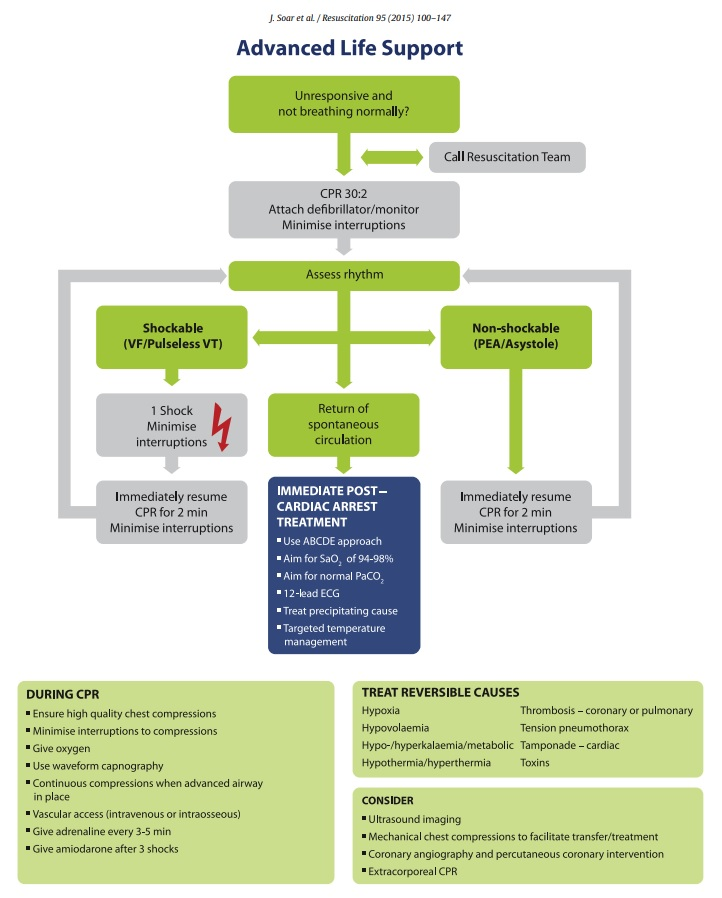 J. Soar et al. / Resuscitation 95 (2015) 100–147
Advanced Life Support
Unresponsive and
not breathing normally?
Call Resuscitation Team
CPR 30:2
Attach defibrillator/monitor
Minimise interruptions
Assess rhythm
Shockable
(VF/Pulseless VT)
Non-shockable
(PEA/Asystole)
1 Shock
Minimise
interruptions
Return of
spontaneous
circulation
Immediately resume
CPR for 2 min
Minimise interruptions
IMMEDIATE POST–
CARDIAC ARREST
TREATMENT
▪ Use ABCDE approach
▪ Aim for SaO₂ of 94-98%
▪ Aim for normal PaCO₂
▪ 12-lead ECG
▪ Treat precipitating cause
▪ Targeted temperature
management
Immediately resume
CPR for 2 min
Minimise interruptions
DURING CPR
▪ Ensure high quality chest compressions
▪ Minimise interruptions to compressions
▪ Give oxygen
▪ Use waveform capnography
▪ Continuous compressions when advanced airway
in place
▪ Vascular access (intravenous or intraosseous)
▪ Give adrenaline every 3-5 min
▪ Give amiodarone after 3 shocks
TREAT REVERSIBLE CAUSES
Hypoxia
Hypovolaemia
Hypo-/hyperkalaemia/metabolic
Hypothermia/hyperthermia
Thrombosis – coronary or pulmonary
Tension pneumothorax
Tamponade – cardiac
Toxins
CONSIDER
▪ Ultrasound imaging
▪ Mechanical chest compressions to facilitate transfer/treatment
▪ Coronary angiography and percutaneous coronary intervention
▪ Extracorporeal CPR